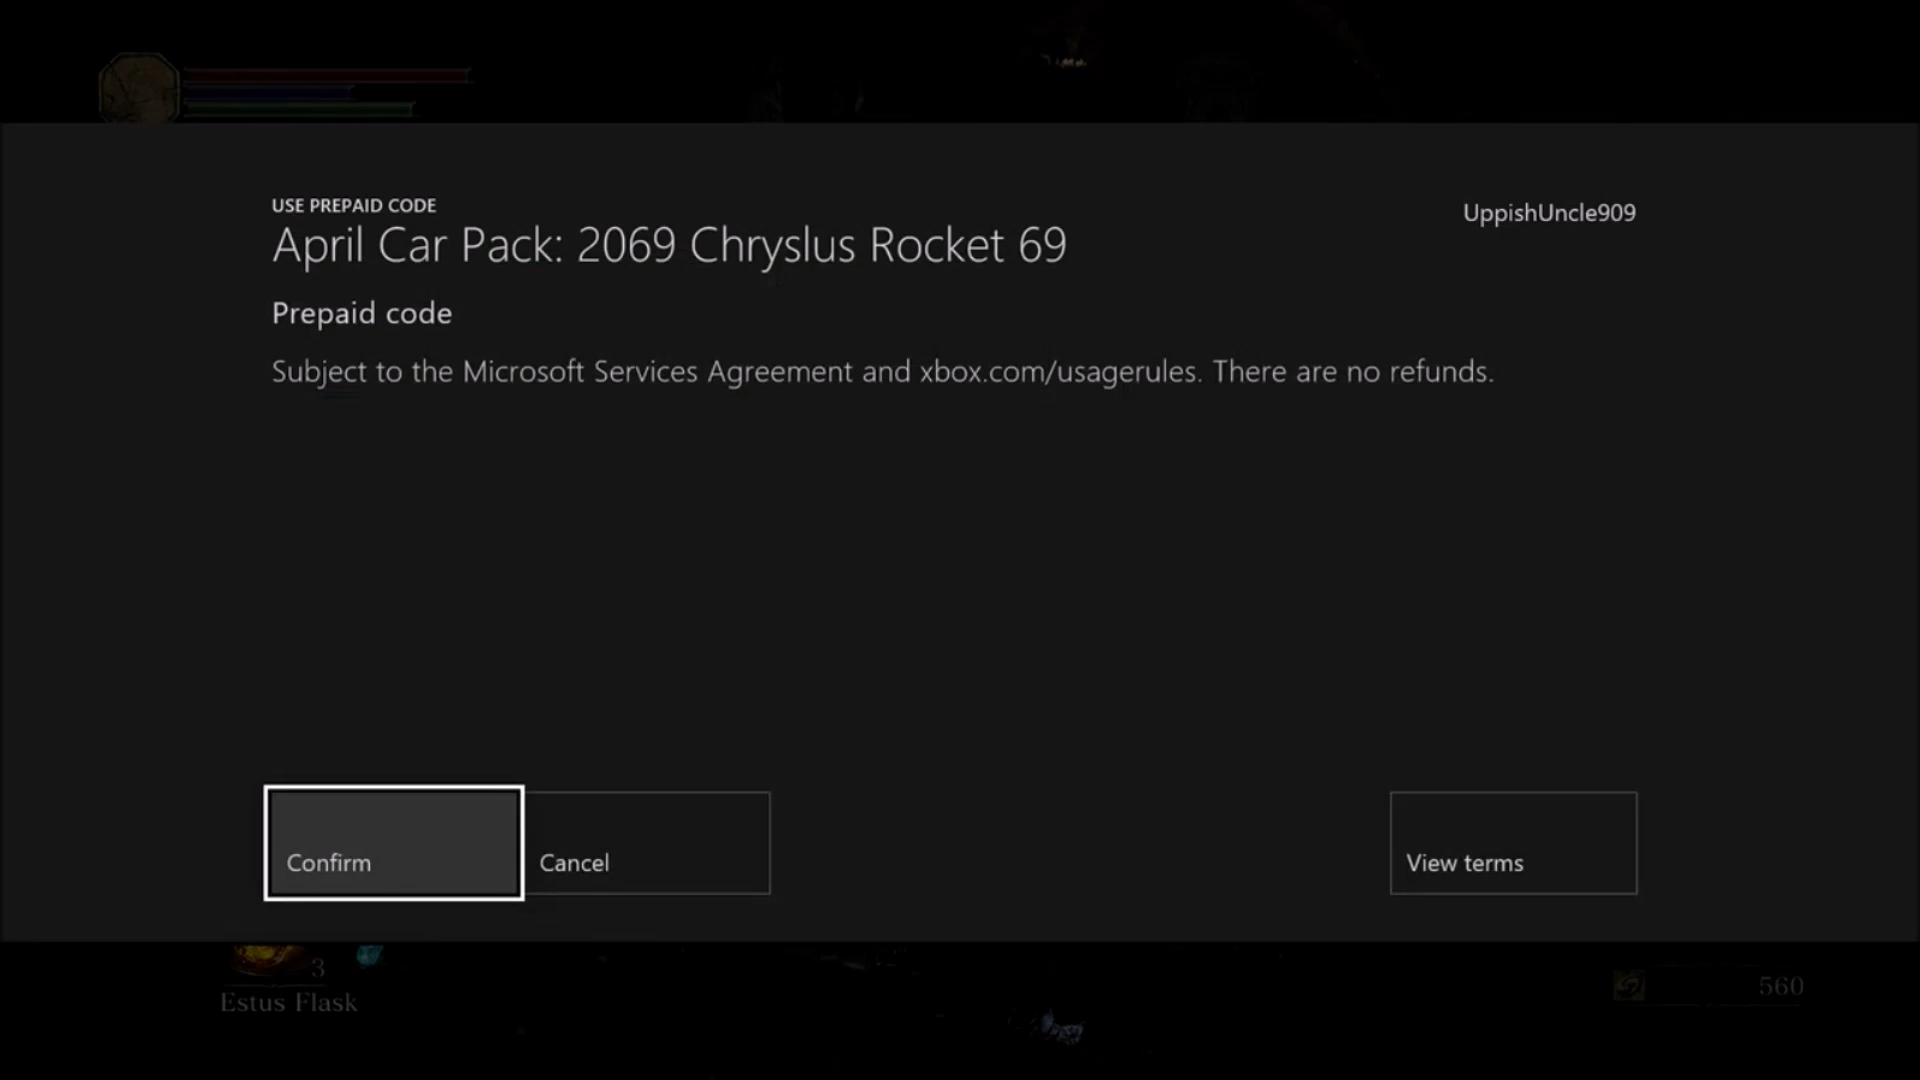 USE PREPAID CODE
UppishUncle909
April Car Pack: 2069 Chryslus Rocket 69
Prepaid code
Subject to the Microsoft Services Agreement and xbox.com/usagerules. There are no refunds.
Confirm
Cancel
View terms
3
Estus Flask
560